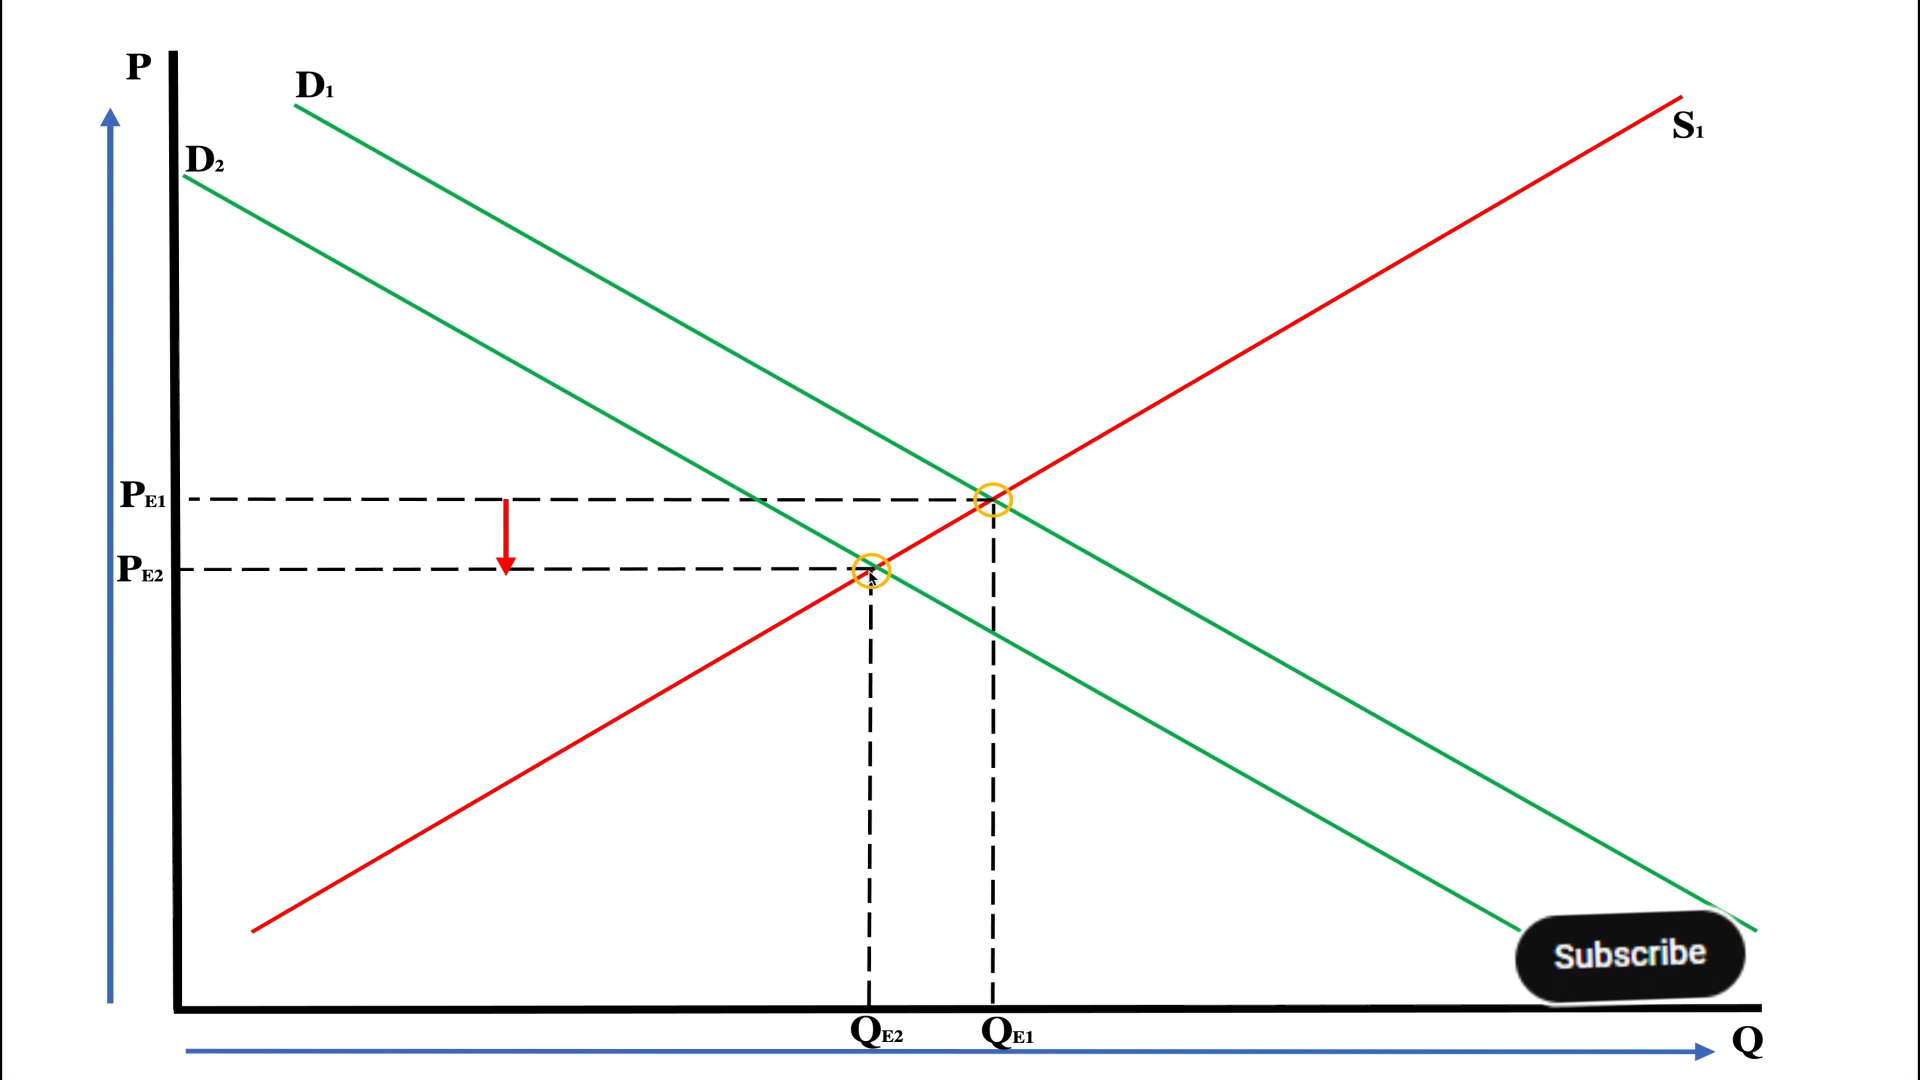 P
D₁
D₂
S₁
PE1
PE2
Subscribe
QE2
QE1
Q